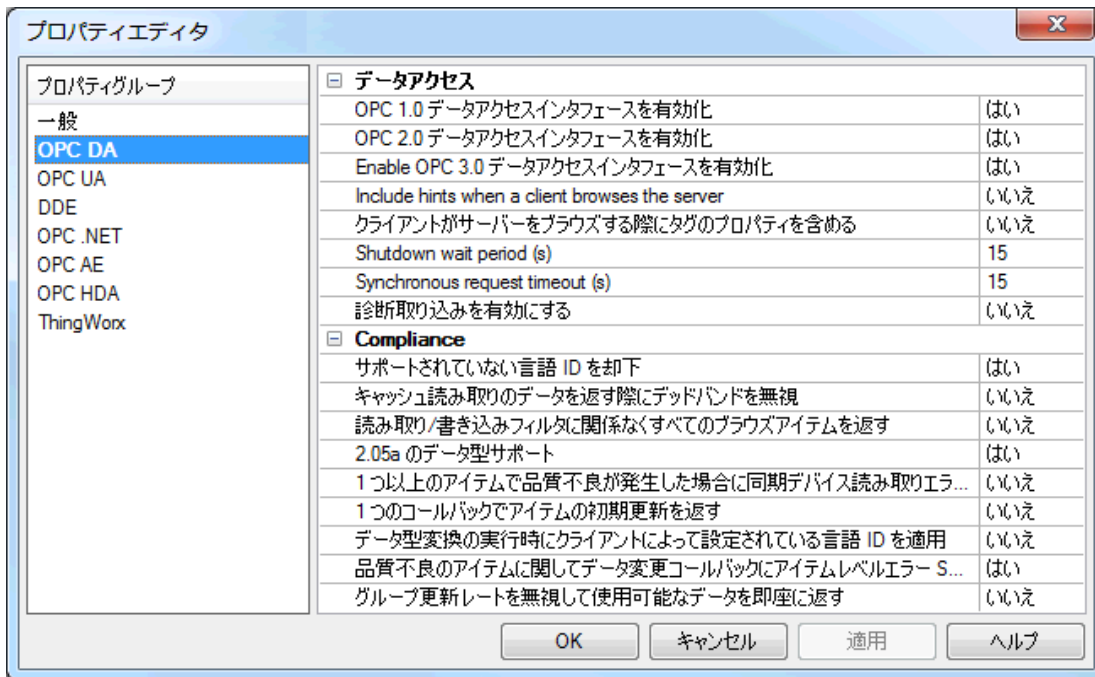 プロパティエディタ
プロパティグループ
一般
OPC DA
OPC UA
DDE
OPC .NET
OPC AE
OPC HDA
ThingWorx
データアクセス
OPC 1.0 データアクセスインタフェースを有効化 はい
OPC 2.0 データアクセスインタフェースを有効化 はい
Enable OPC 3.0 データアクセスインタフェースを有効化 はい
Include hints when a client browses the server いいえ
クライアントがサーバーをブラウズする際にタグのプロパティを含める いいえ
Shutdown wait period (s) 15
Synchronous request timeout (s) 15
診断取り込みを有効にする いいえ
Compliance
サポートされていない言語 ID を却下 はい
キャッシュ読み取りのデータを返す際にデッドバンドを無視 いいえ
読み取り/書き込みフィルタに関係なくすべてのブラウズアイテムを返す いいえ
2.05a のデータ型サポート はい
1 つ以上のアイテムで品質不良が発生した場合に同期デバイス読み取りエラ... いいえ
1 つのコールバックでアイテムの初期更新を返す いいえ
データ型変換の実行時にクライアントによって設定されている言語 ID を適用 いいえ
品質不良のアイテムに関してデータ変更コールバックにアイテムレベルエラー S... はい
グループ更新レートを無視して使用可能なデータを即座に返す いいえ
OK キャンセル 適用 ヘルプ